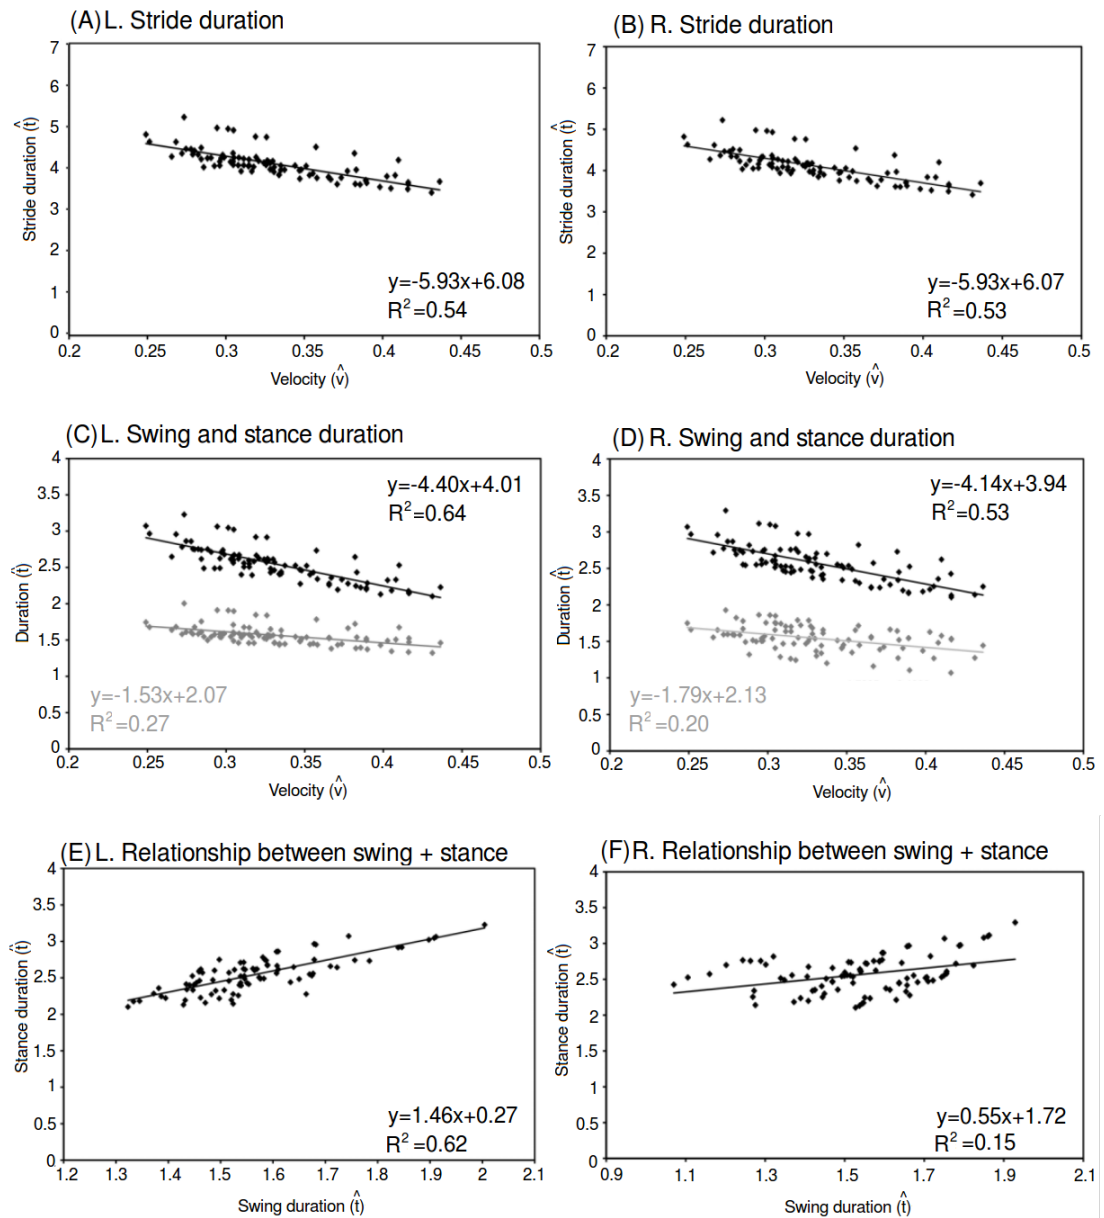 (A) L. Stride duration
7
6
5
4
3
2
1
0
Stride duration (t̂)
y=-5.93x+6.08
R²=0.54
0.2 0.25 0.3 0.35 0.4 0.45 0.5
Velocity (v̂)
(B) R. Stride duration
7
6
5
4
3
2
1
0
Stride duration (t̂)
y=-5.93x+6.07
R²=0.53
0.2 0.25 0.3 0.35 0.4 0.45 0.5
Velocity (v̂)
(C) L. Swing and stance duration
4
3.5
3
2.5
2
1.5
1
0.5
0
Duration (t̂)
y=-4.40x+4.01
R²=0.64
y=-1.53x+2.07
R²=0.27
0.2 0.25 0.3 0.35 0.4 0.45 0.5
Velocity (v̂)
(D) R. Swing and stance duration
4
3.5
3
2.5
2
1.5
1
0.5
0
Duration (t̂)
y=-4.14x+3.94
R²=0.53
y=-1.79x+2.13
R²=0.20
0.2 0.25 0.3 0.35 0.4 0.45 0.5
Velocity (v̂)
(E) L. Relationship between swing + stance
4
3.5
3
2.5
2
1.5
1
0.5
0
Stance duration (t̂)
y=1.46x+0.27
R²=0.62
1.2 1.3 1.4 1.5 1.6 1.7 1.8 1.9 2 2.1
Swing duration (t̂)
(F) R. Relationship between swing + stance
4
3.5
3
2.5
2
1.5
1
0.5
0
Stance duration (t̂)
y=0.55x+1.72
R²=0.15
0.9 1.1 1.3 1.5 1.7 1.9 2.1
Swing duration (t̂)